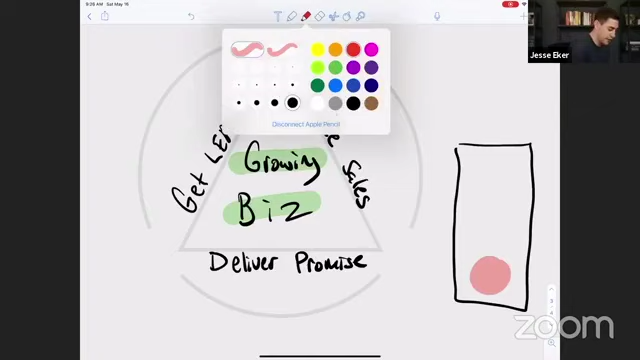 9:26 AM Sat May 15
Jesse Eker
Disconnect Apple Pencil
Get
Growing
Sales
Biz
Deliver Promise
zoom